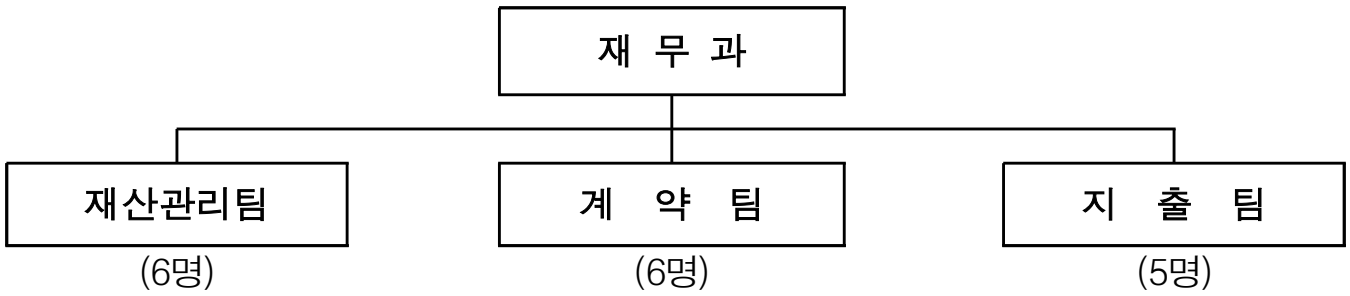 재 무 과
재산관리팀 계 약 팀 지 출 팀
(6명) (6명) (5명)